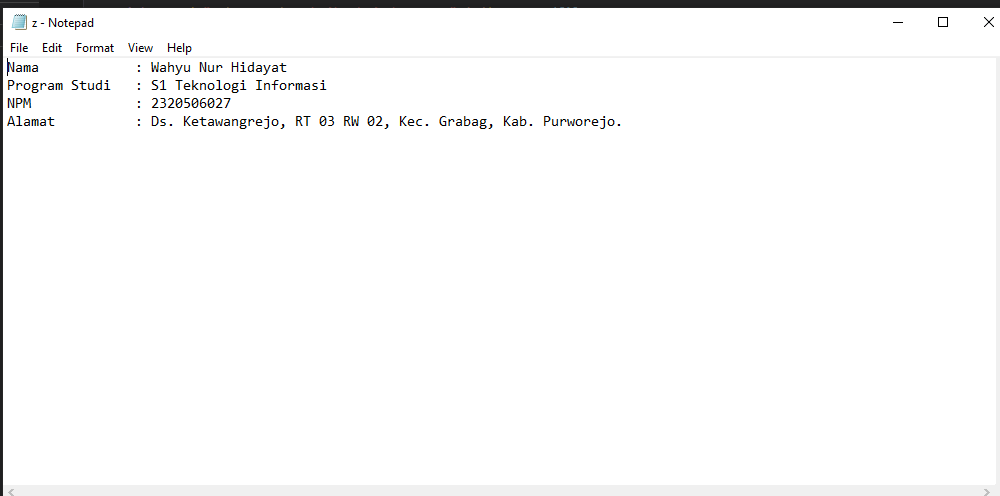 z - Notepad
File Edit Format View Help
Nama : Wahyu Nur Hidayat
Program Studi : S1 Teknologi Informasi
NPM : 2320506027
Alamat : Ds. Ketawangrejo, RT 03 RW 02, Kec. Grabag, Kab. Purworejo.